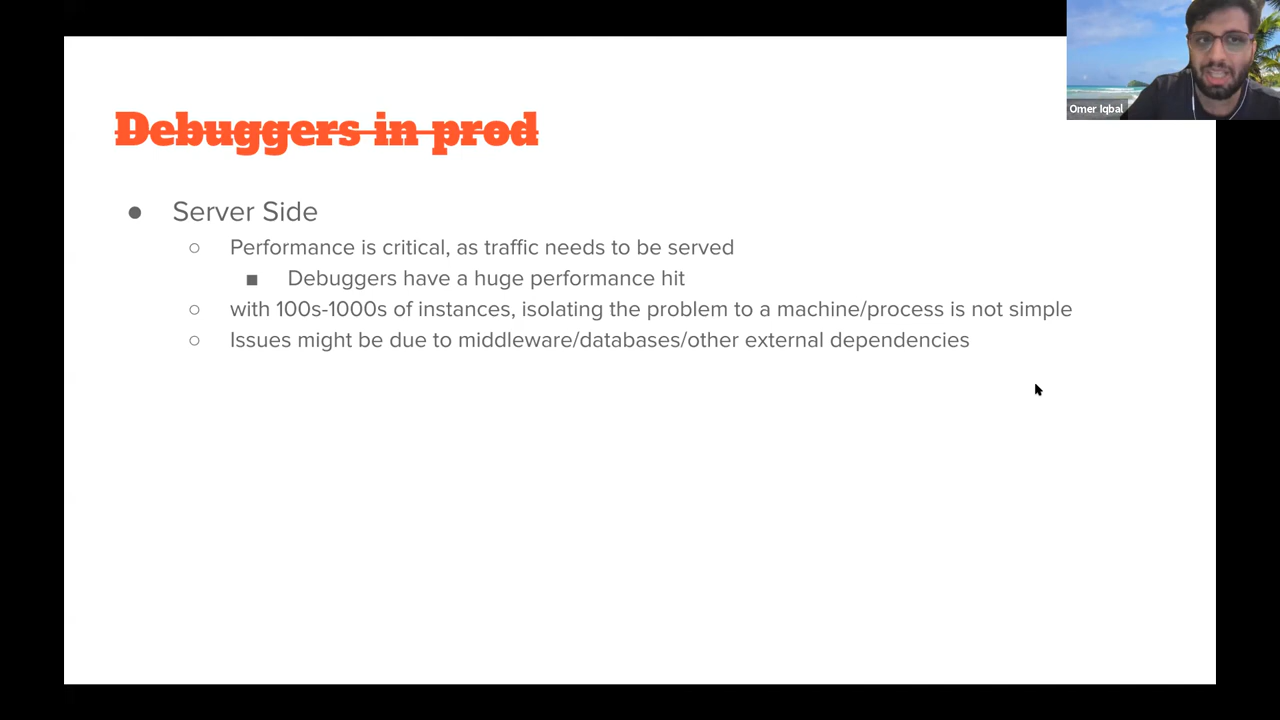 Debuggers in prod
● Server Side
○ Performance is critical, as traffic needs to be served
■ Debuggers have a huge performance hit
○ with 100s-1000s of instances, isolating the problem to a machine/process is not simple
○ Issues might be due to middleware/databases/other external dependencies
Omer Iqbal